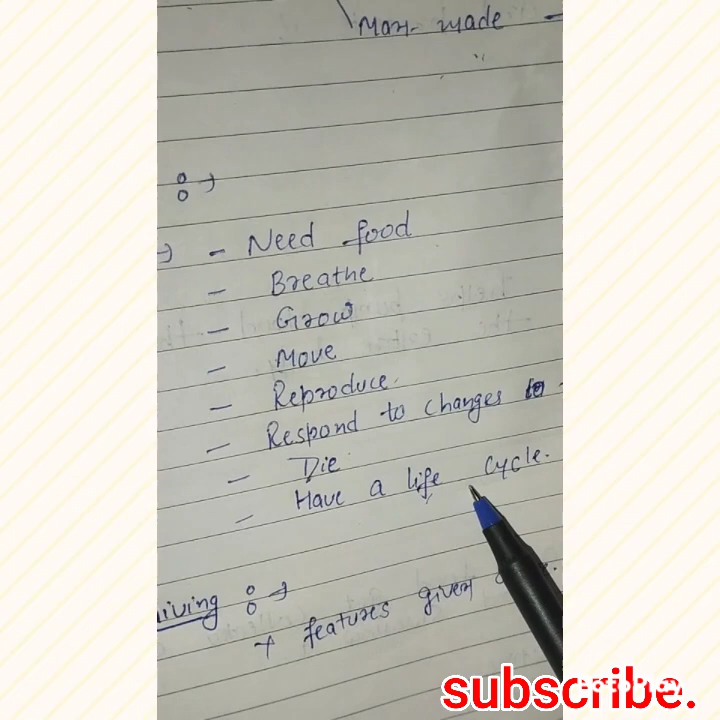 Man-made -
- Need food
- Breathe
- Grow
- Move
- Reproduce.
- Respond to changes to
- Die
- Have a life cycle.
living
features given
subscribe.